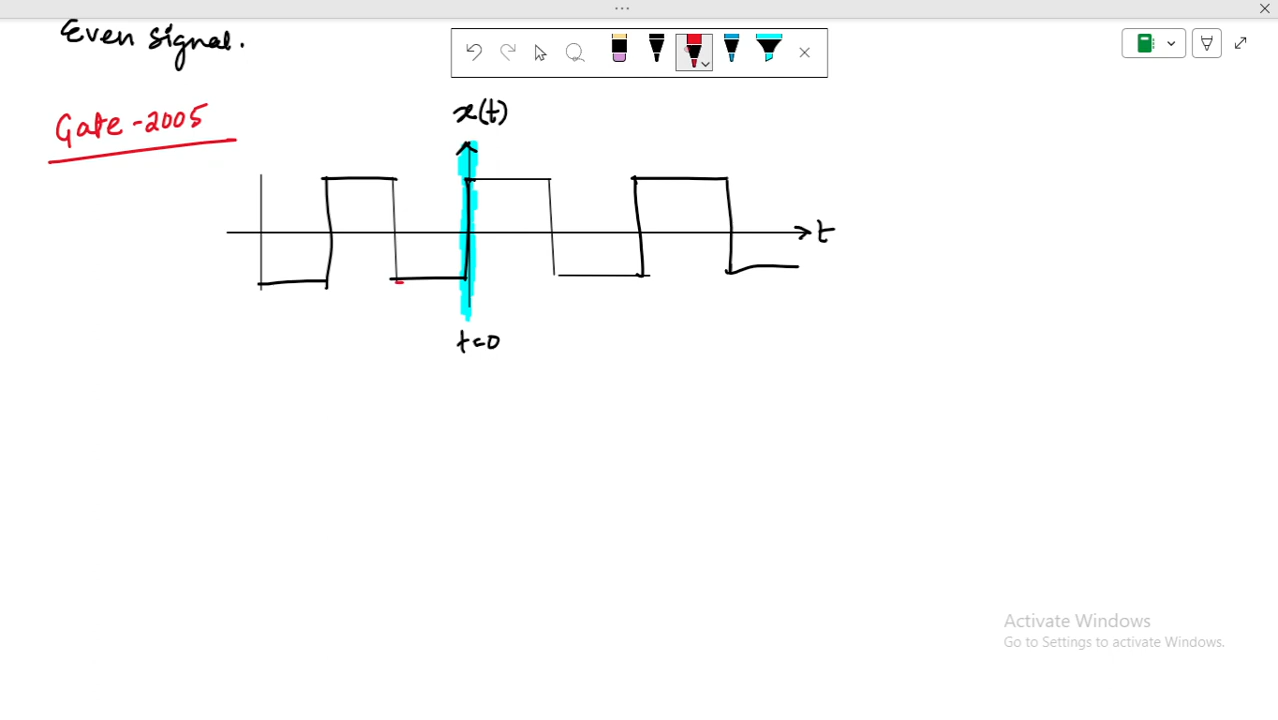 Even signal.
Gate-2005
x(t)
t
t=0
Activate Windows
Go to Settings to activate Windows.